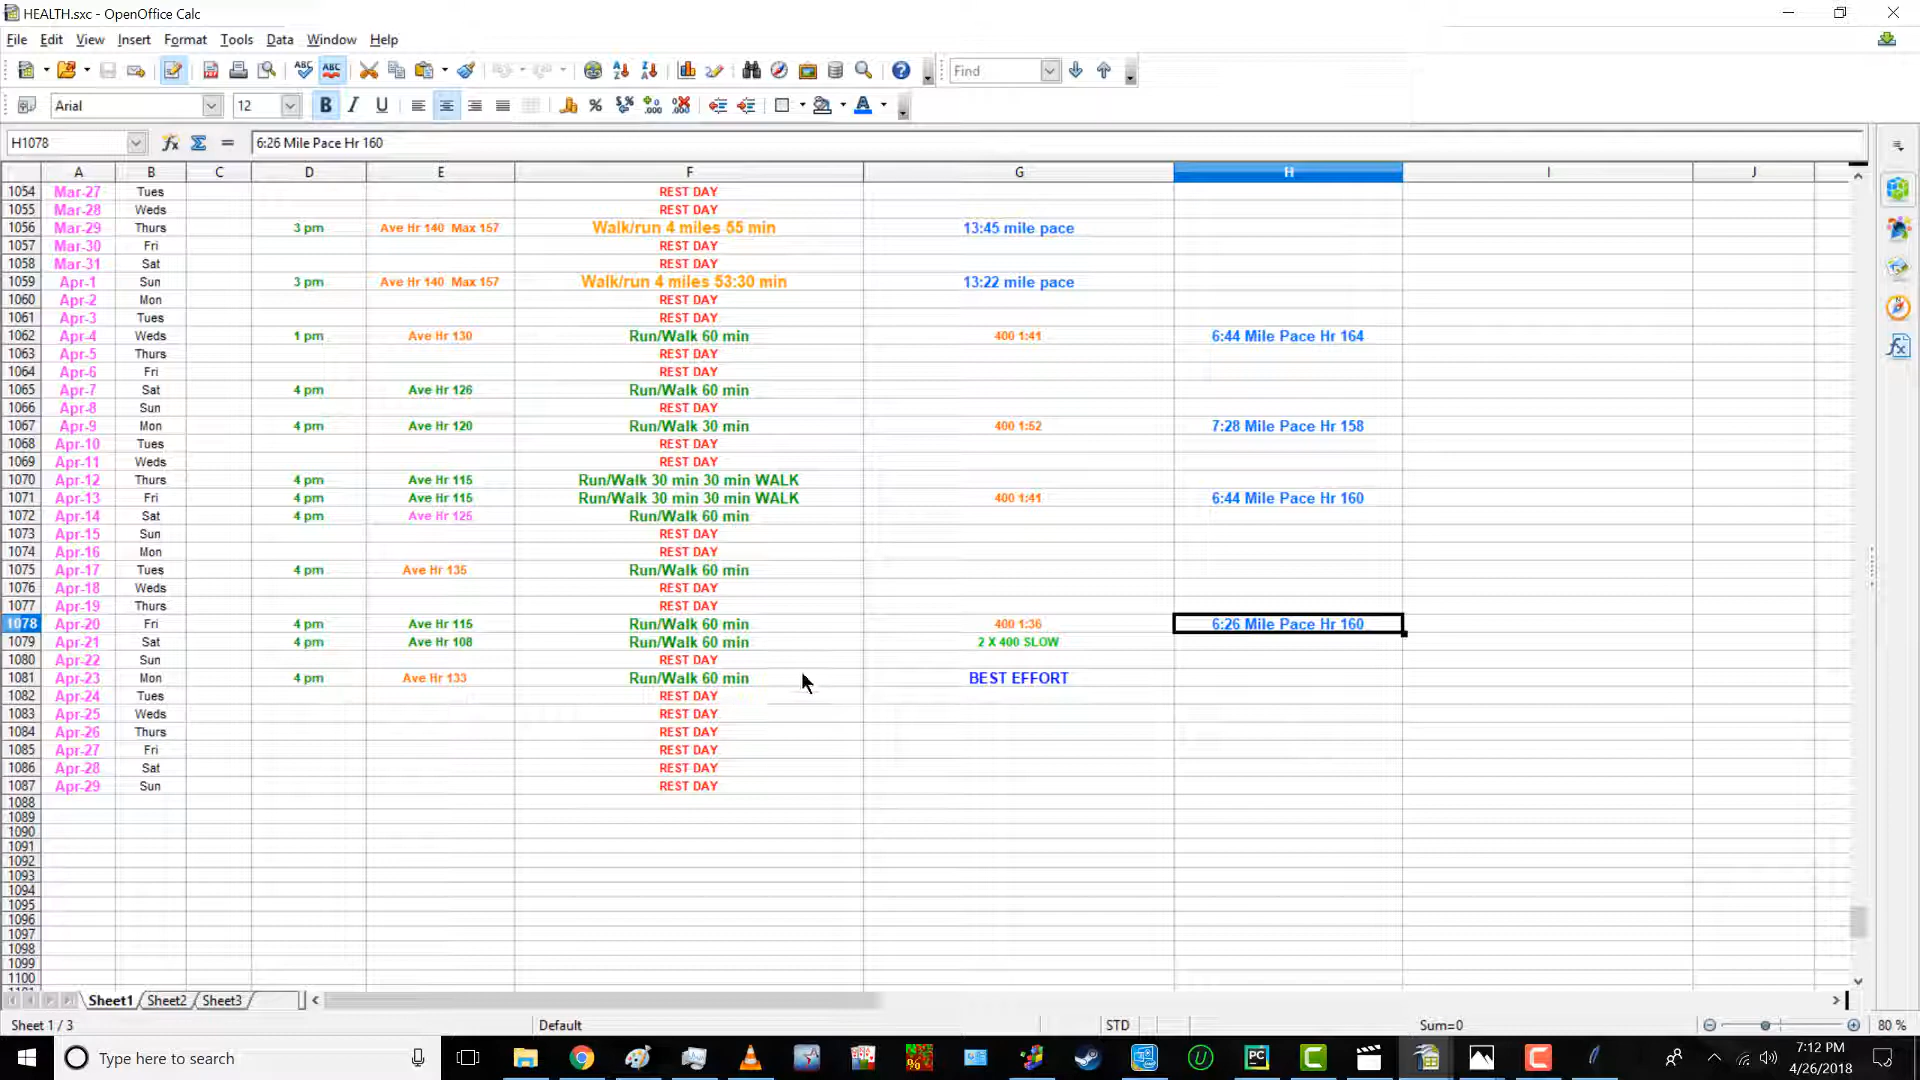 HEALTH.sxc - OpenOffice Calc
File Edit View Insert Format Tools Data Window Help
Find
Arial 12 B I U
H1078 6:26 Mile Pace Hr 160
A B C D E F G H I J
1054 Mar-27 Tues REST DAY
1055 Mar-28 Weds REST DAY
1056 Mar-29 Thurs 3 pm Ave Hr 140 Max 157 Walk/run 4 miles 55 min 13:45 mile pace
1057 Mar-30 Fri REST DAY
1058 Mar-31 Sat REST DAY
1059 Apr-1 Sun 3 pm Ave Hr 140 Max 157 Walk/run 4 miles 53:30 min 13:22 mile pace
1060 Apr-2 Mon REST DAY
1061 Apr-3 Tues REST DAY
1062 Apr-4 Weds 1 pm Ave Hr 130 Run/Walk 60 min 400 1:41 6:44 Mile Pace Hr 164
1063 Apr-5 Thurs REST DAY
1064 Apr-6 Fri REST DAY
1065 Apr-7 Sat 4 pm Ave Hr 126 Run/Walk 60 min
1066 Apr-8 Sun REST DAY
1067 Apr-9 Mon 4 pm Ave Hr 120 Run/Walk 30 min 400 1:52 7:28 Mile Pace Hr 158
1068 Apr-10 Tues REST DAY
1069 Apr-11 Weds REST DAY
1070 Apr-12 Thurs 4 pm Ave Hr 115 Run/Walk 30 min 30 min WALK
1071 Apr-13 Fri 4 pm Ave Hr 115 Run/Walk 30 min 30 min WALK 400 1:41 6:44 Mile Pace Hr 160
1072 Apr-14 Sat 4 pm Ave Hr 125 Run/Walk 60 min
1073 Apr-15 Sun REST DAY
1074 Apr-16 Mon REST DAY
1075 Apr-17 Tues 4 pm Ave Hr 135 Run/Walk 60 min
1076 Apr-18 Weds REST DAY
1077 Apr-19 Thurs REST DAY
1078 Apr-20 Fri 4 pm Ave Hr 115 Run/Walk 60 min 400 1:36 6:26 Mile Pace Hr 160
1079 Apr-21 Sat 4 pm Ave Hr 108 Run/Walk 60 min 2 X 400 SLOW
1080 Apr-22 Sun REST DAY
1081 Apr-23 Mon 4 pm Ave Hr 133 Run/Walk 60 min BEST EFFORT
1082 Apr-24 Tues REST DAY
1083 Apr-25 Weds REST DAY
1084 Apr-26 Thurs REST DAY
1085 Apr-27 Fri REST DAY
1086 Apr-28 Sat REST DAY
1087 Apr-29 Sun REST DAY
1088
1089
1090
1091
1092
1093
1094
1095
1096
1097
1098
1099
1100
Sheet1 Sheet2 Sheet3
Sheet 1 / 3 Default STD Sum=0 80 %
Type here to search 7:12 PM
4/26/2018